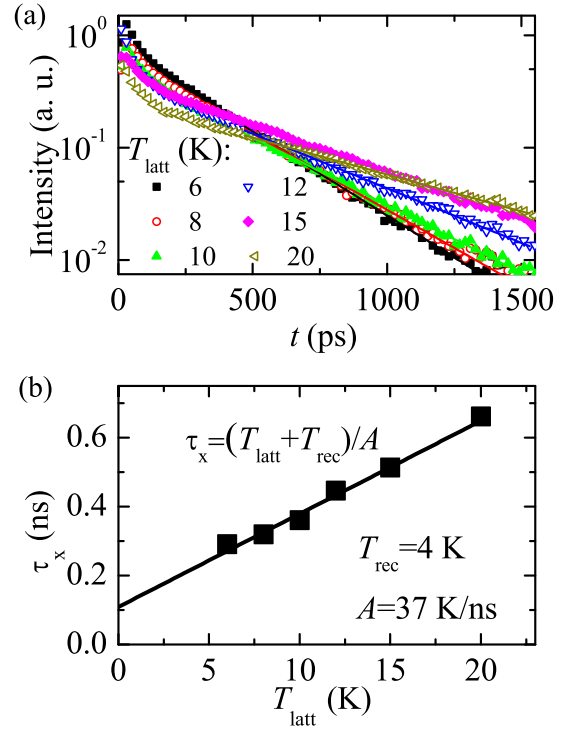 (a)
10⁰
10⁻¹
10⁻²
Intensity (a. u.)
T_latt (K):
6 12
8 15
10 20
0 500 1000 1500
t (ps)
(b)
0.6
0.4
0.2
0.0
τ_x (ns)
τ_x=(T_latt+T_rec)/A
T_rec=4 K
A=37 K/ns
0 5 10 15 20
T_latt (K)